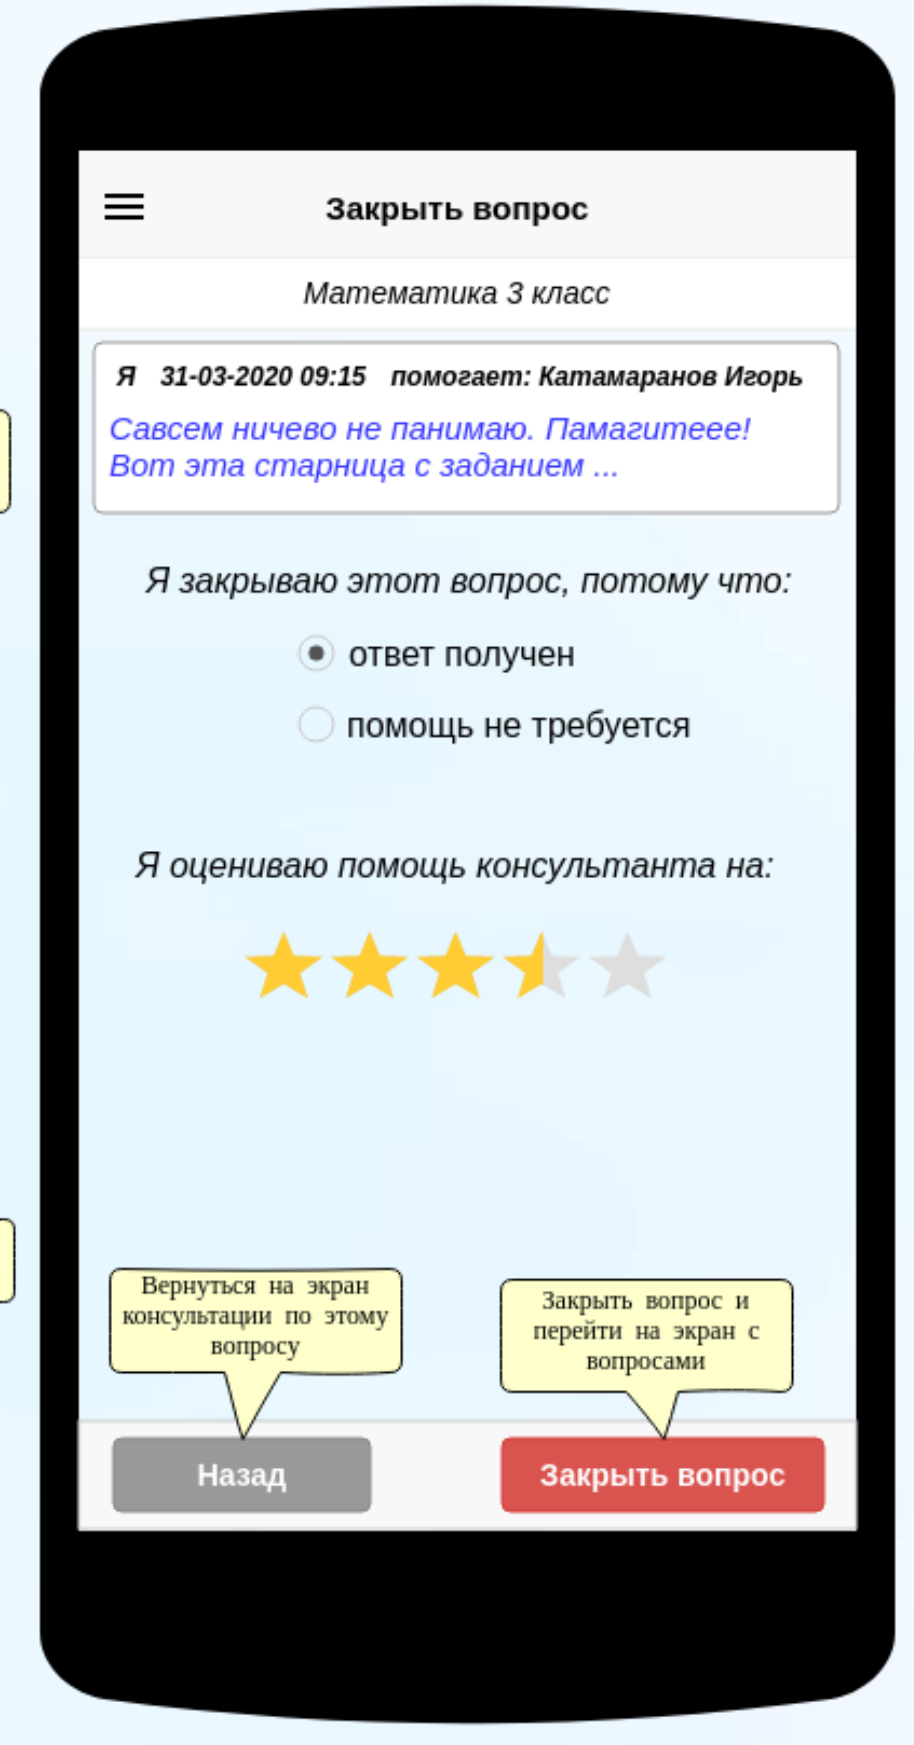 Закрыть вопрос
Математика 3 класс
Я 31-03-2020 09:15 помогает: Катамаранов Игорь
Савсем ничево не панимаю. Памагитеее!
Вот эта старница с заданием ...
Я закрываю этот вопрос, потому что:
ответ получен
помощь не требуется
Я оцениваю помощь консультанта на:
Вернуться на экран
консультации по этому
вопросу
Закрыть вопрос и
перейти на экран с
вопросами
Назад
Закрыть вопрос